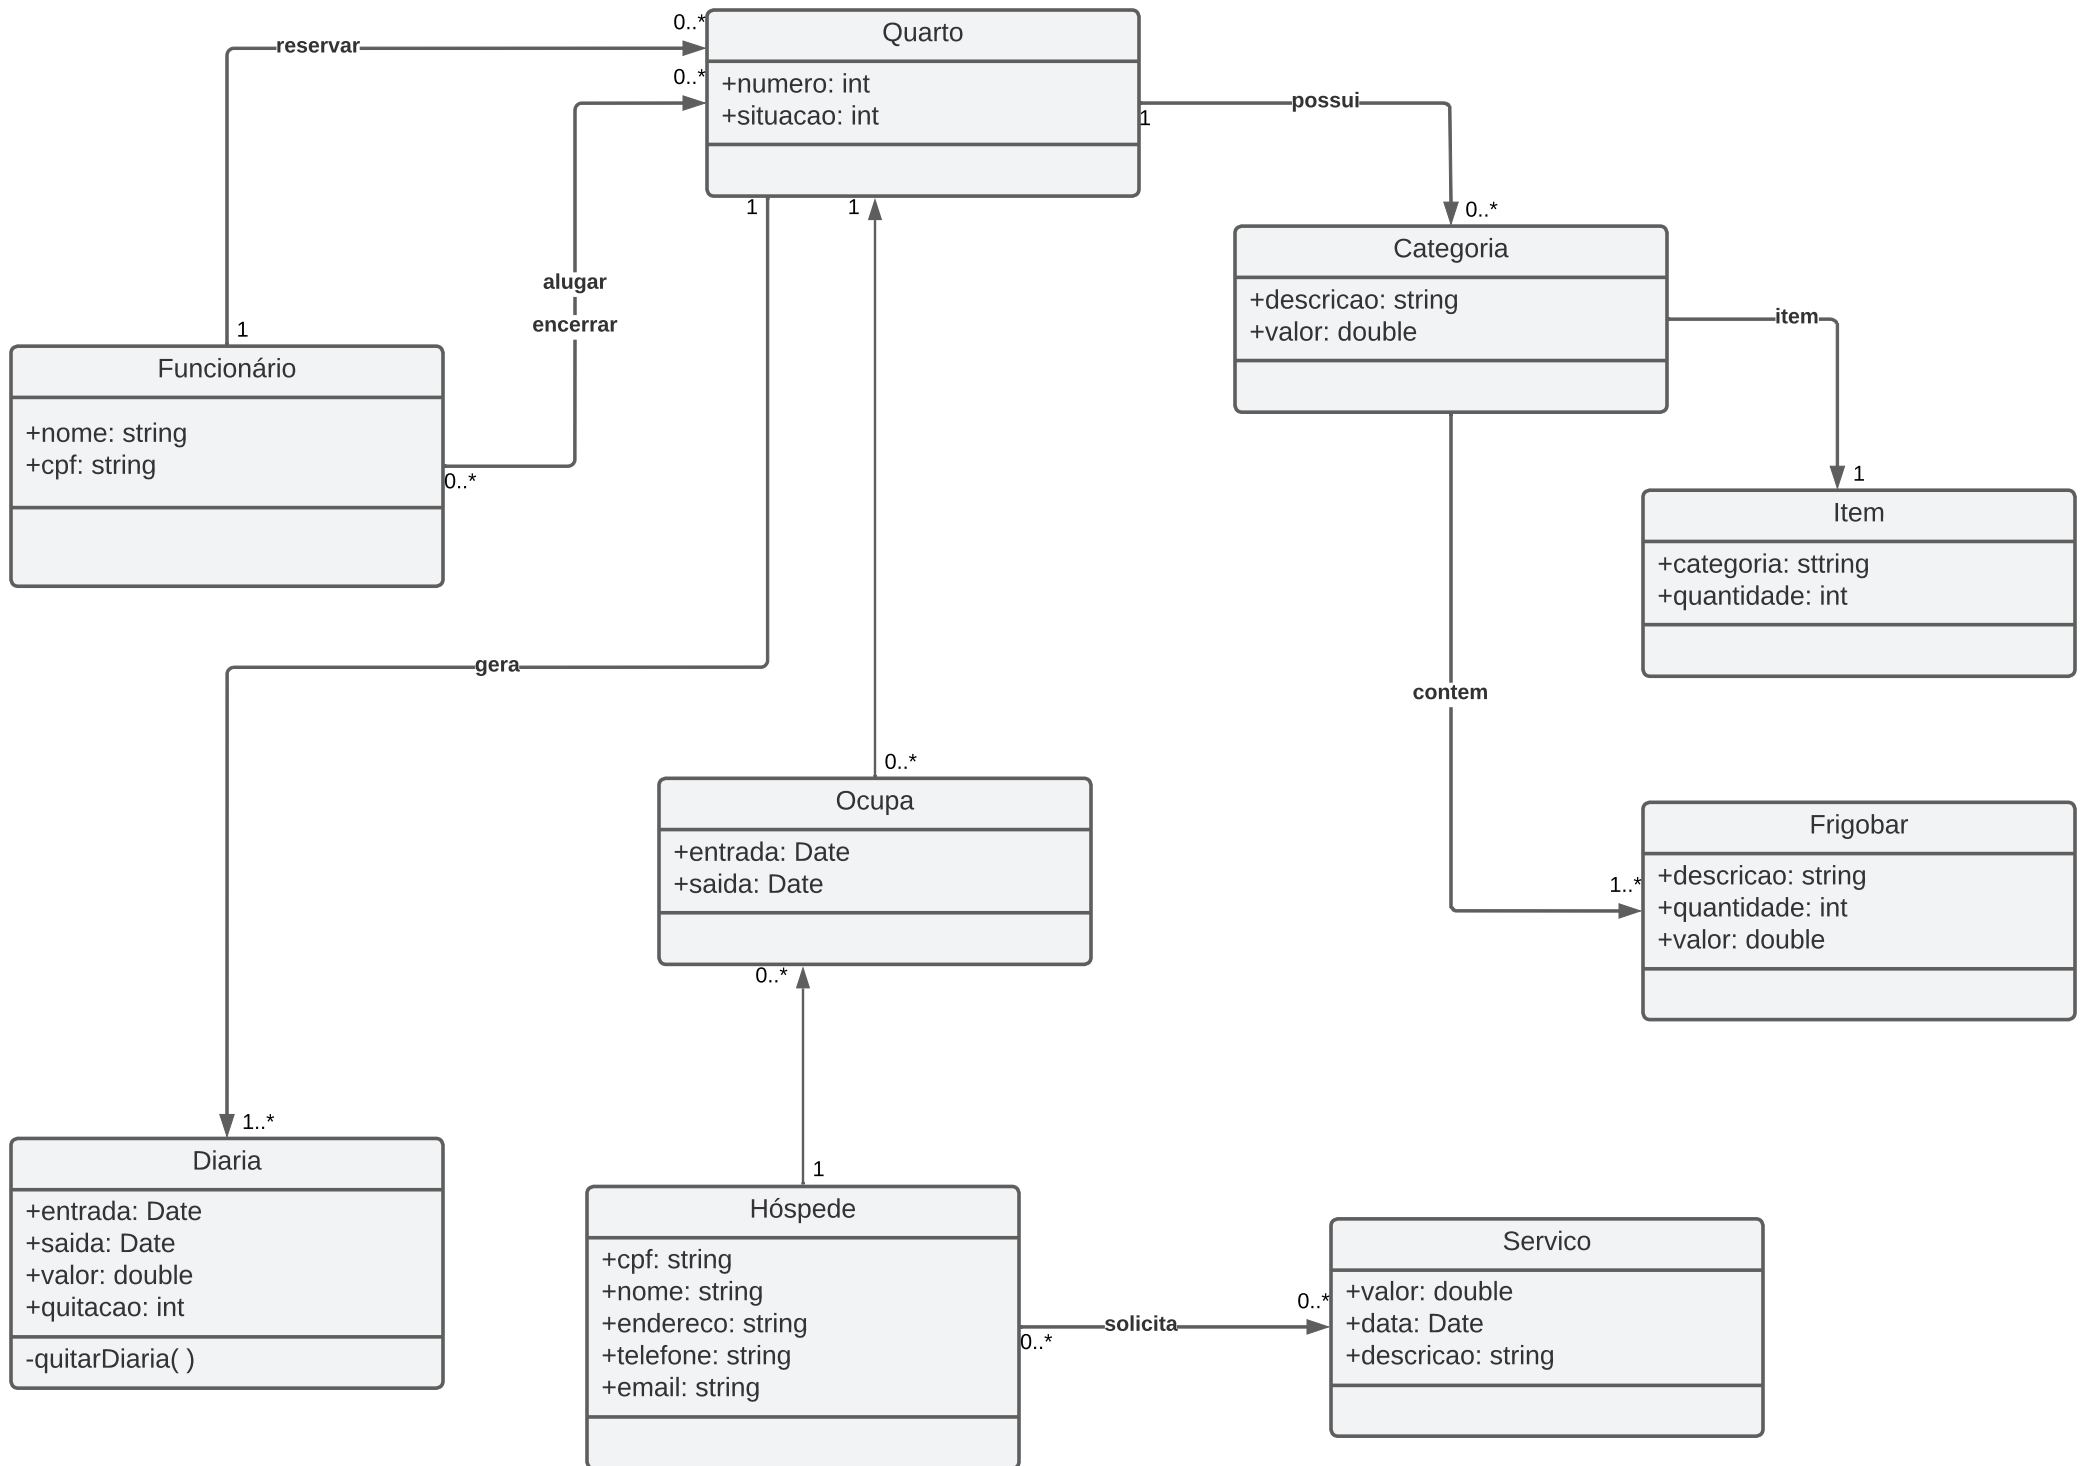 0..*
Quarto
reservar
0..*
+numero: int
+situacao: int
possui
1
1
1
0..*
Categoria
+descricao: string
+valor: double
alugar
encerrar
item
1
Funcionário
+nome: string
+cpf: string
0..*
1
Item
+categoria: sttring
+quantidade: int
gera
contem
0..*
Ocupa
+entrada: Date
+saida: Date
Frigobar
1..*
+descricao: string
+quantidade: int
+valor: double
0..*
1..*
Diaria
+entrada: Date
+saida: Date
+valor: double
+quitacao: int
-quitarDiaria( )
1
Hóspede
+cpf: string
+nome: string
+endereco: string
+telefone: string
+email: string
0..*
solicita
0..*
Servico
+valor: double
+data: Date
+descricao: string